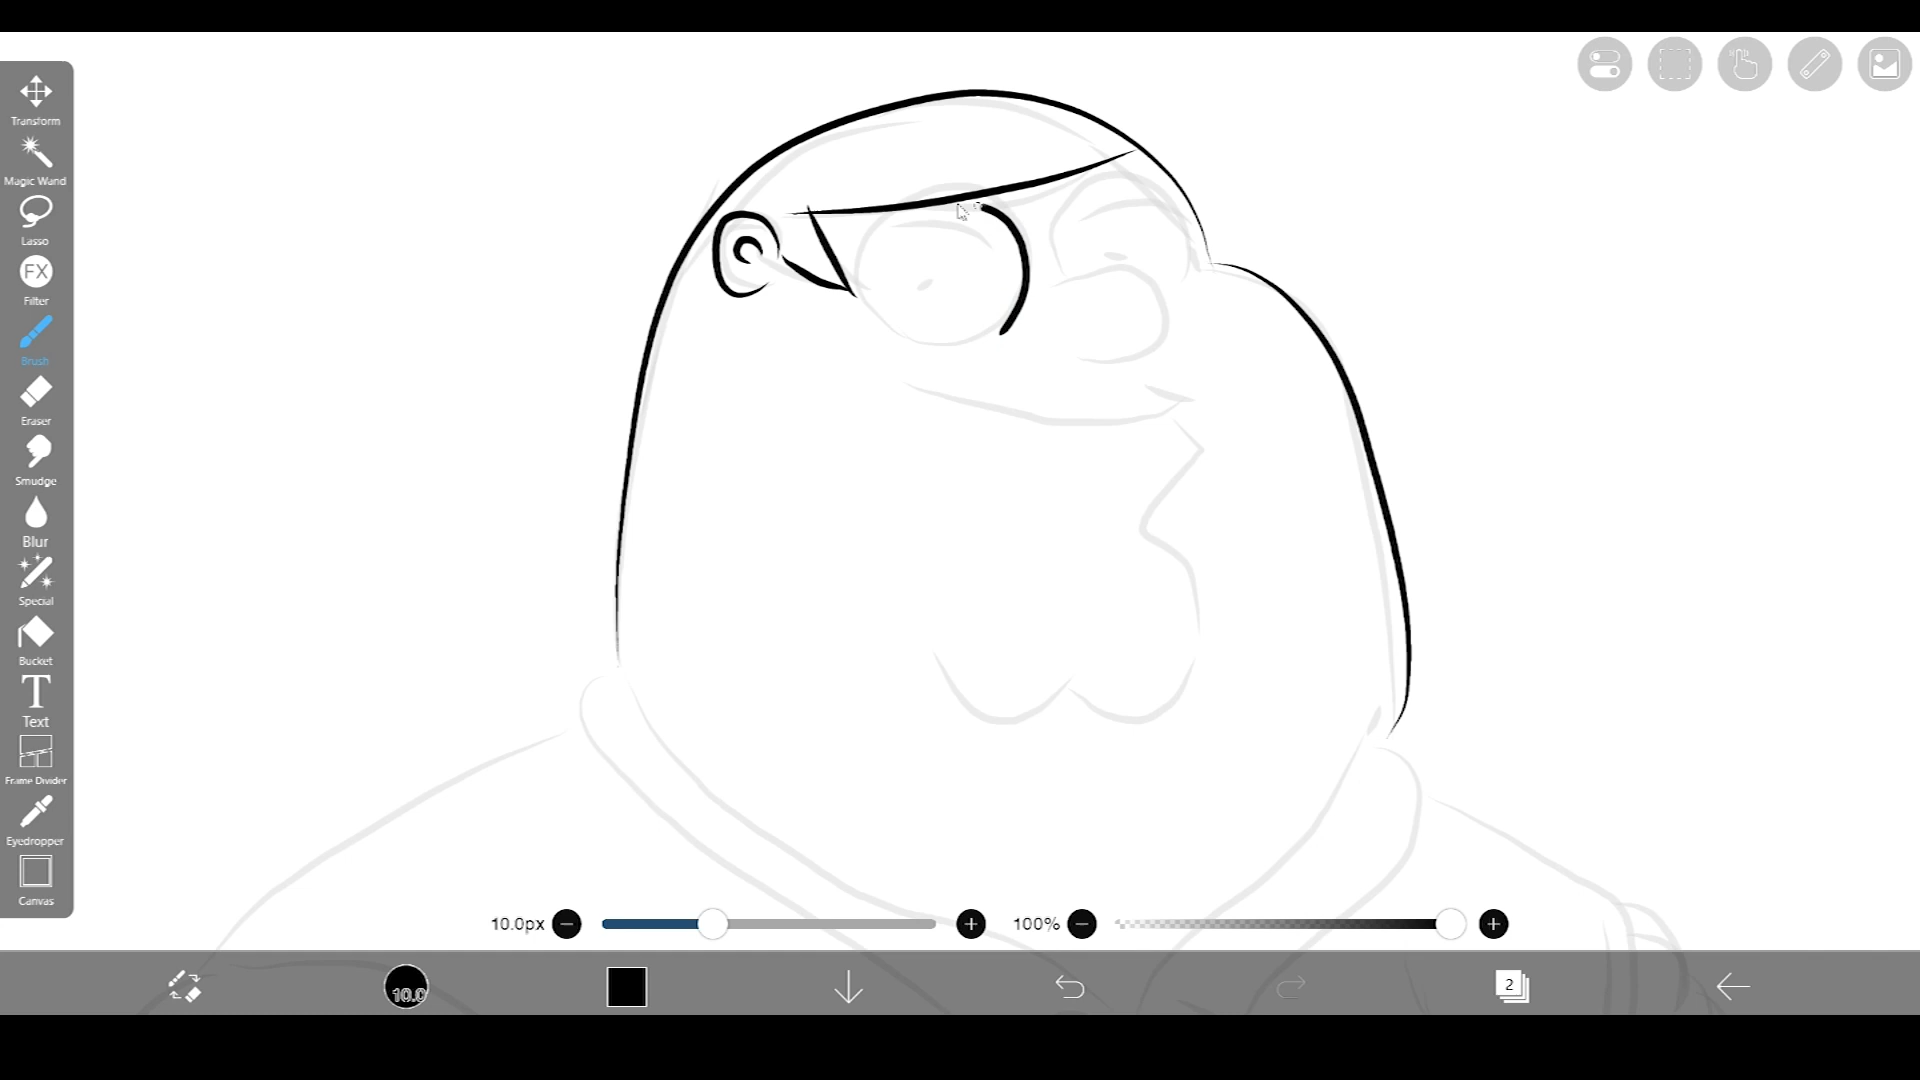 Transform
Magic Wand
Lasso
FX
Filter
Brush
Eraser
Smudge
Blur
Special
Bucket
T
Text
Frame Divider
Eyedropper
Canvas
10.0px
100%
10.0
2